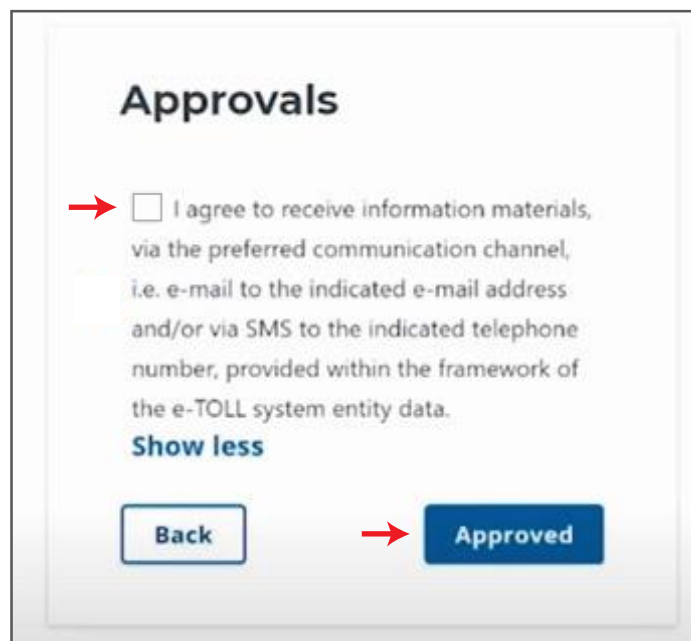 Approvals
I agree to receive information materials,
via the preferred communication channel,
i.e. e-mail to the indicated e-mail address
and/or via SMS to the indicated telephone
number, provided within the framework of
the e-TOLL system entity data.
Show less
Back
Approved